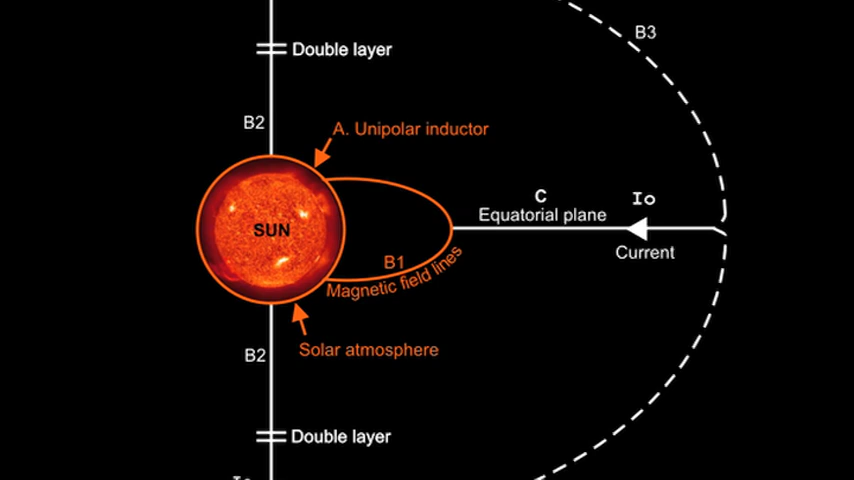 B3
Double layer
B2
A. Unipolar inductor
C
Io
Equatorial plane
SUN
Current
B1
Magnetic field lines
Solar atmosphere
B2
Double layer